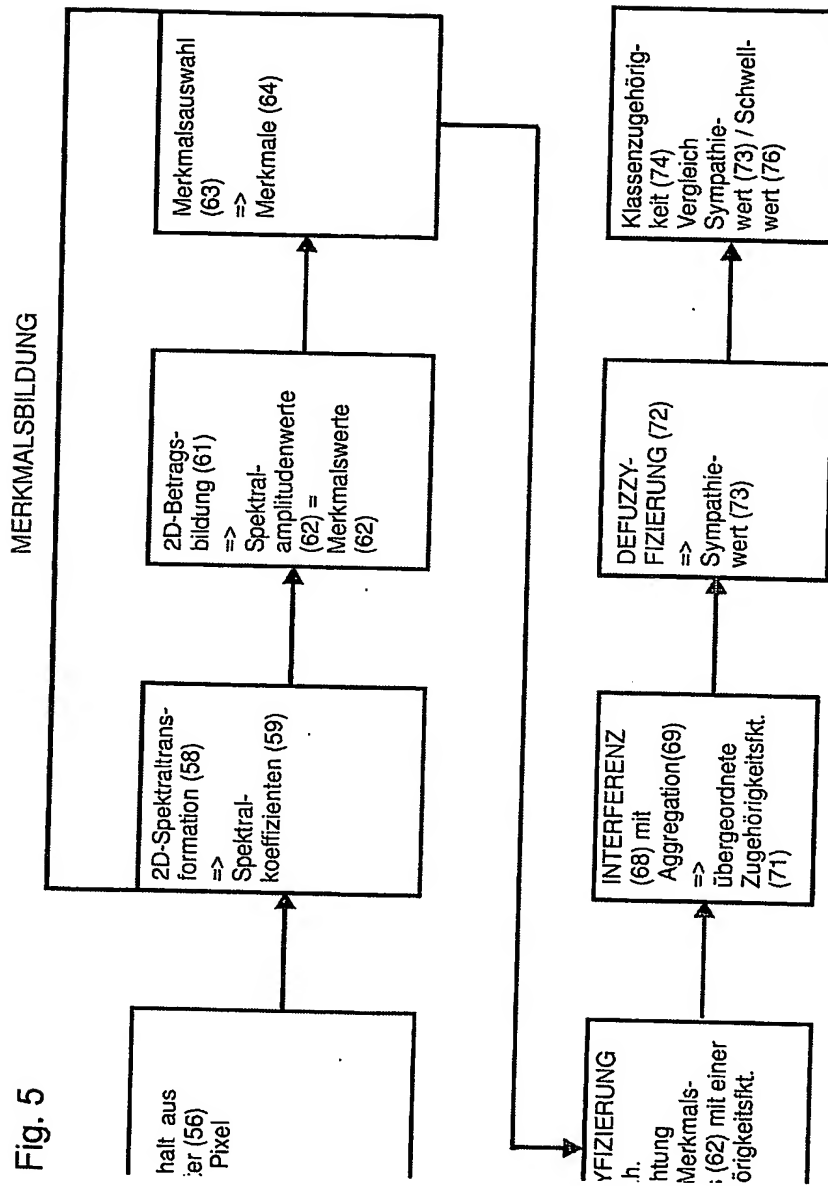 Fig. 5
MERKMALSBILDUNG
halt aus
(56)
Pixel
2D-Spektraltrans-
formation (58)
=>
Spektral-
koeffizienten (59)
2D-Betrags-
bildung (61)
=>
Spektral-
amplitudenwerte
(62) =
Merkmalswerte
(62)
Merkmalsauswahl
(63)
=>
Merkmale (64)
YFIZIERUNG
.h.
htung
Merkmals-
s (62) mit einer
örigkeitsfkt.
INTERFERENZ
(68) mit
Aggregation(69)
=>
übergeordnete
Zugehörigkeitsfkt.
(71)
DEFUZZY-
FIZIERUNG (72)
=>
Sympathie-
wert (73)
Klassenzugehörig-
keit (74)
Vergleich
Sympathie-
wert (73) / Schwell-
wert (76)